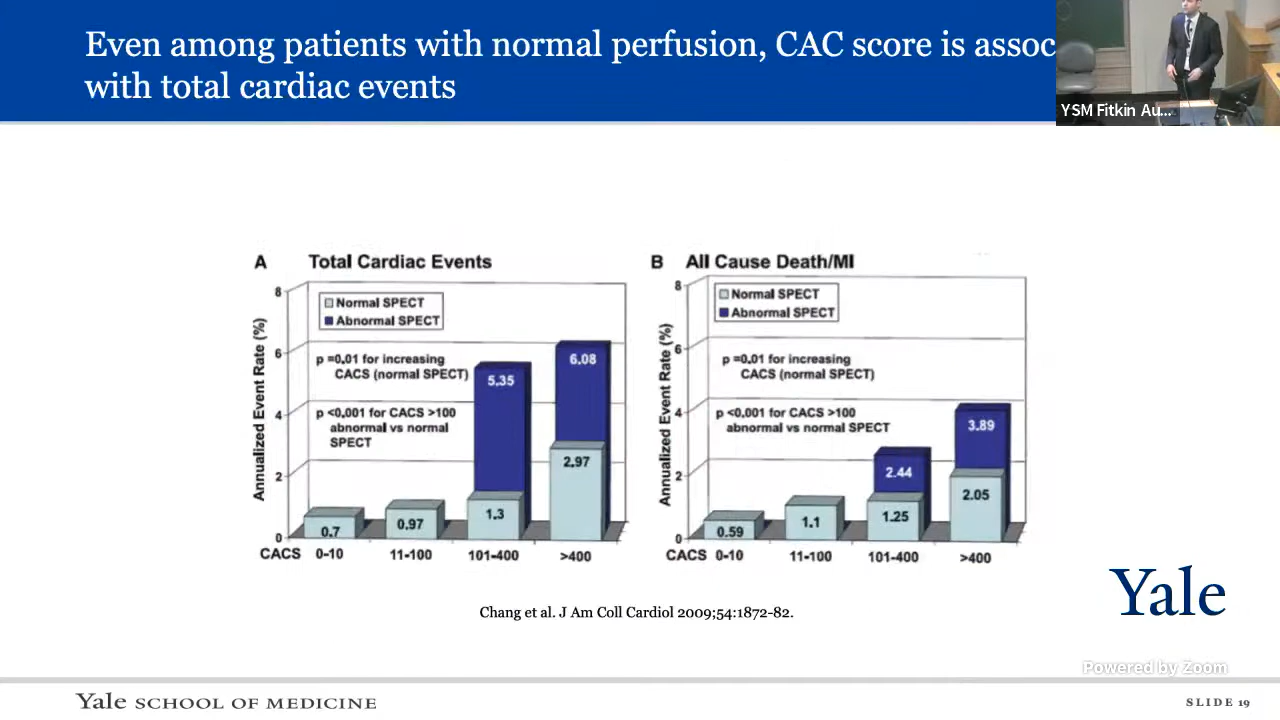 Even among patients with normal perfusion, CAC score is assoc
with total cardiac events
YSM Fitkin Au...
A Total Cardiac Events
8
6
4
2
0
Annualized Event Rate (%)
Normal SPECT
Abnormal SPECT
p =0.01 for increasing
CACS (normal SPECT)
p <0.001 for CACS >100
abnormal vs normal
SPECT
0.7
0.97
1.3
5.35
2.97
6.08
CACS 0-10 11-100 101-400 >400
B All Cause Death/MI
8
6
4
2
0
Annualized Event Rate (%)
Normal SPECT
Abnormal SPECT
p =0.01 for increasing
CACS (normal SPECT)
p <0.001 for CACS >100
abnormal vs normal SPECT
0.59
1.1
1.25
2.44
2.05
3.89
CACS 0-10 11-100 101-400 >400
Chang et al. J Am Coll Cardiol 2009;54:1872-82.
Yale
Powered by Zoom
Yale SCHOOL OF MEDICINE
SLIDE 19